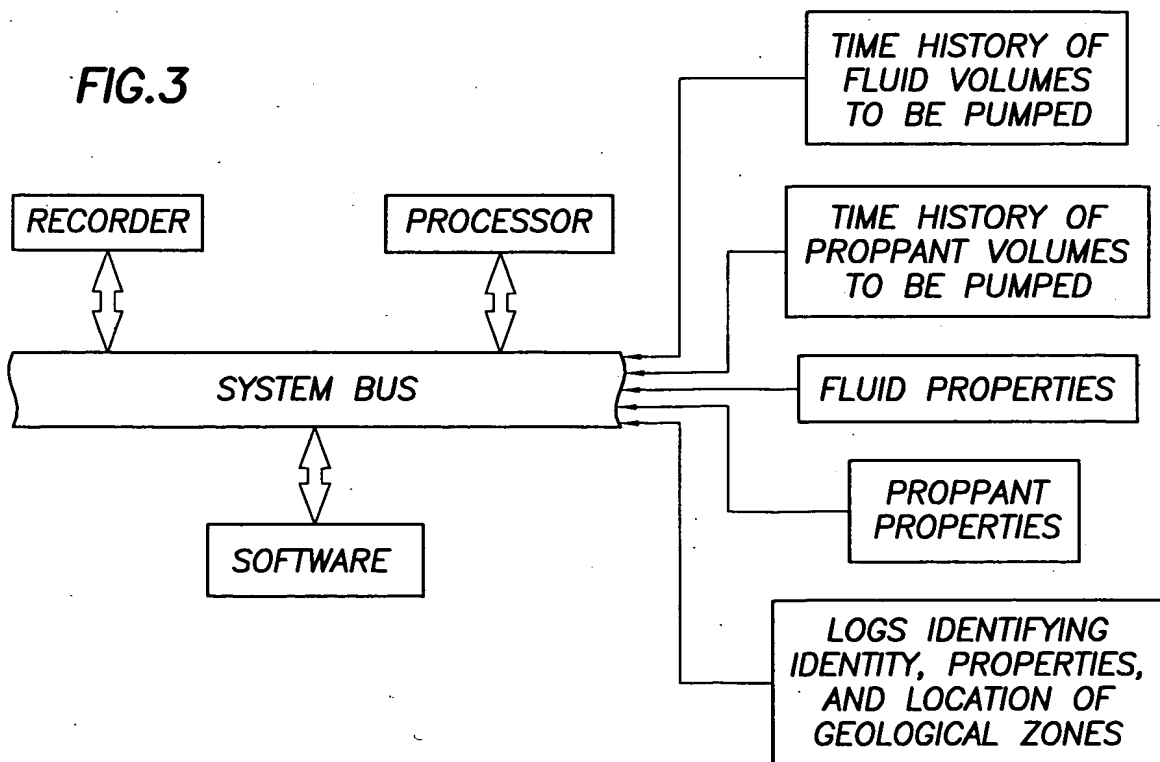 FIG.3
RECORDER
PROCESSOR
SYSTEM BUS
SOFTWARE
TIME HISTORY OF
FLUID VOLUMES
TO BE PUMPED
TIME HISTORY OF
PROPPANT VOLUMES
TO BE PUMPED
FLUID PROPERTIES
PROPPANT
PROPERTIES
LOGS IDENTIFYING
IDENTITY, PROPERTIES,
AND LOCATION OF
GEOLOGICAL ZONES